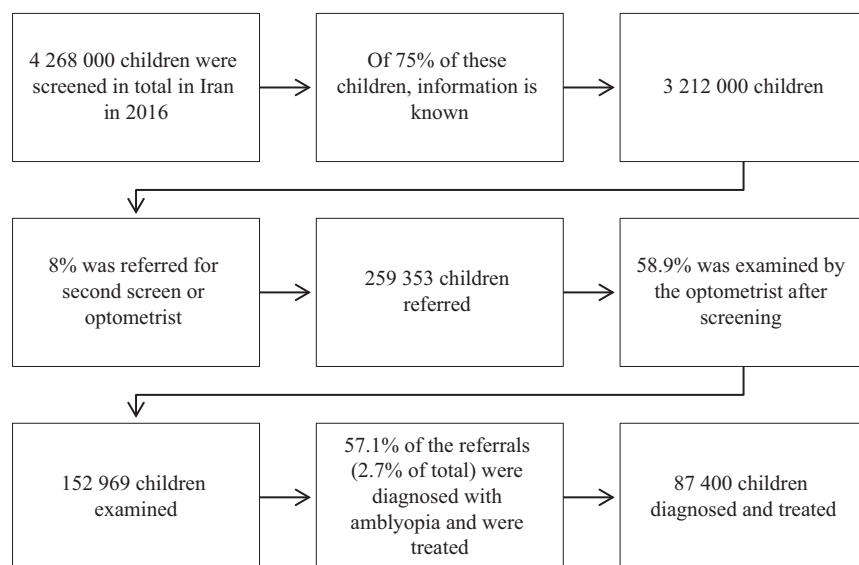 4 268 000 children were
screened in total in Iran
in 2016
Of 75% of these
children, information is
known
3 212 000 children
8% was referred for
second screen or
optometrist
259 353 children
referred
58.9% was examined by
the optometrist after
screening
152 969 children
examined
57.1% of the referrals
(2.7% of total) were
diagnosed with
amblyopia and were
treated
87 400 children
diagnosed and treated